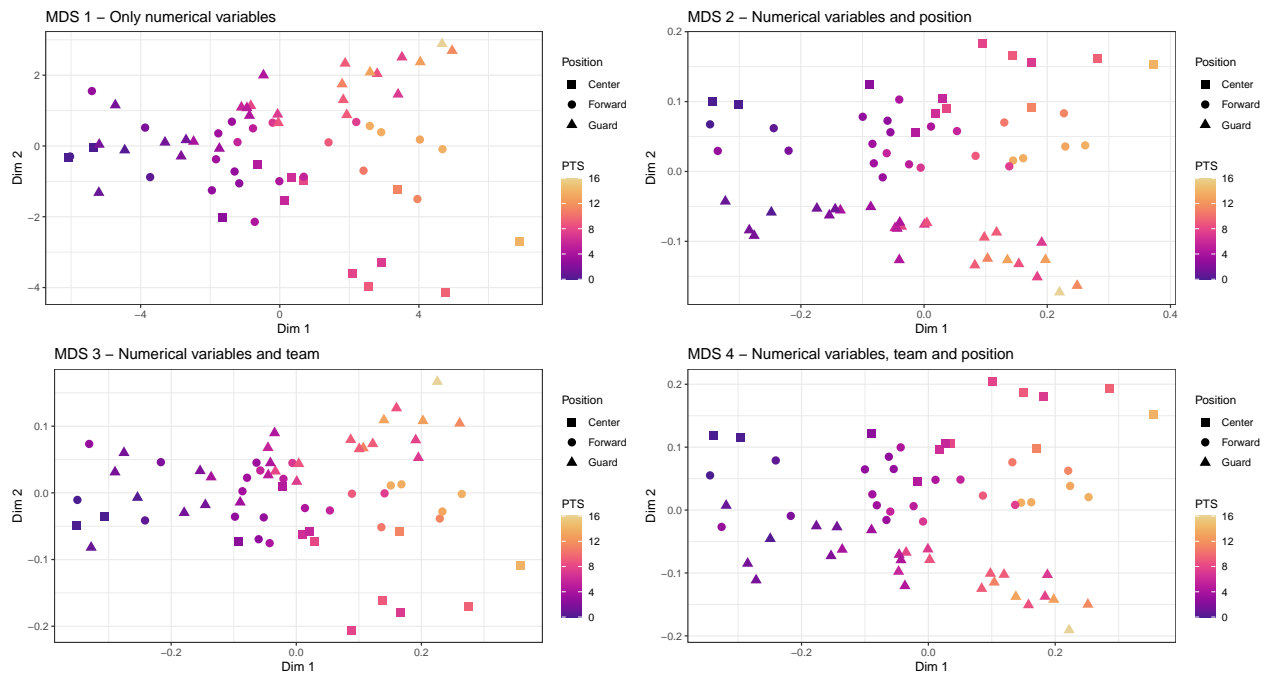 MDS 1 – Only numerical variables
2
0
−2
−4
Dim 2
−4
0
4
Dim 1
Position
Center
Forward
Guard
PTS
16
12
8
4
0
MDS 2 – Numerical variables and position
0.2
0.1
0.0
−0.1
Dim 2
−0.2
0.0
0.2
0.4
Dim 1
Position
Center
Forward
Guard
PTS
16
12
8
4
0
MDS 3 – Numerical variables and team
0.1
0.0
−0.1
−0.2
Dim 2
−0.2
0.0
0.2
Dim 1
Position
Center
Forward
Guard
PTS
16
12
8
4
0
MDS 4 – Numerical variables, team and position
0.2
0.1
0.0
−0.1
−0.2
Dim 2
−0.2
0.0
0.2
Dim 1
Position
Center
Forward
Guard
PTS
16
12
8
4
0